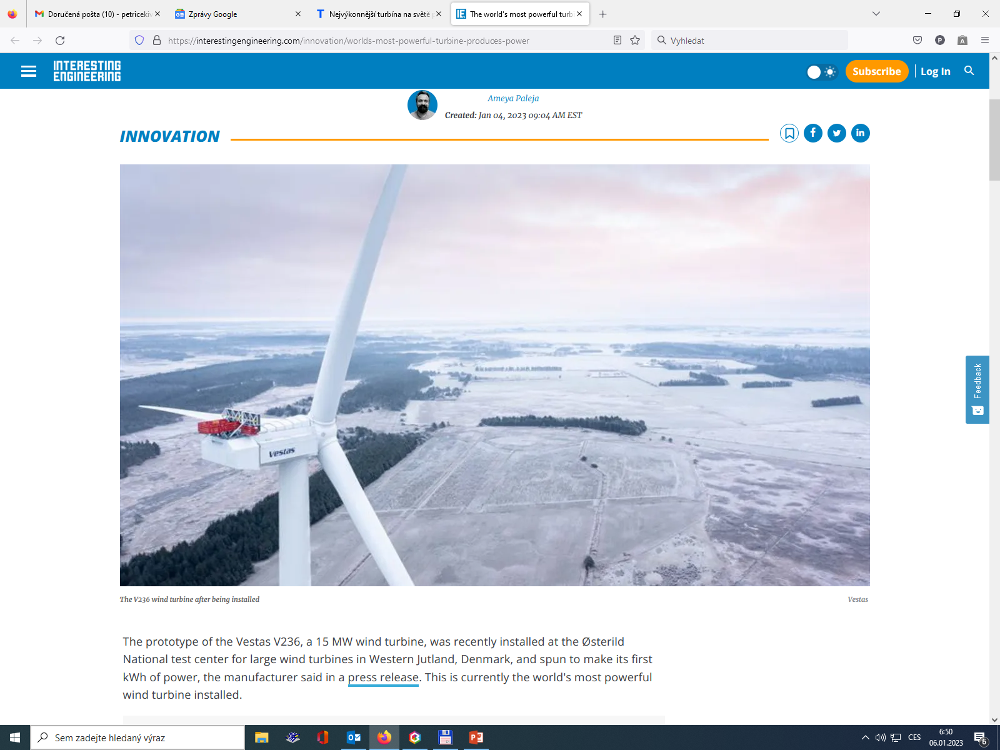 Doručená pošta (10) - petricekiv
Zprávy Google
Nejvýkonnější turbína na světě p
The world's most powerful turbi
https://interestingengineering.com/innovation/worlds-most-powerful-turbine-produces-power
Vyhledat
INTERESTING
ENGINEERING
Subscribe
Log In
Ameya Paleja
Created: Jan 04, 2023 09:04 AM EST
INNOVATION
Vestas
Feedback
The V236 wind turbine after being installed
Vestas
The prototype of the Vestas V236, a 15 MW wind turbine, was recently installed at the Østerild
National test center for large wind turbines in Western Jutland, Denmark, and spun to make its first
kWh of power, the manufacturer said in a press release. This is currently the world's most powerful
wind turbine installed.
Sem zadejte hledaný výraz
CES
6:50
06.01.2023
6